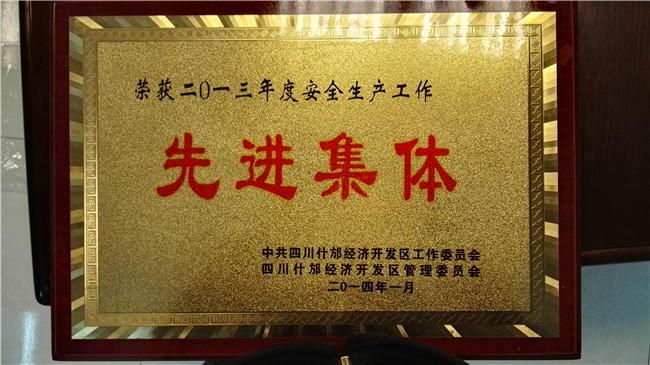 荣获二〇一三年度安全生产工作
先进集体
中共四川什邡经济开发区工作委员会
四川什邡经济开发区管理委员会
二〇一四年一月